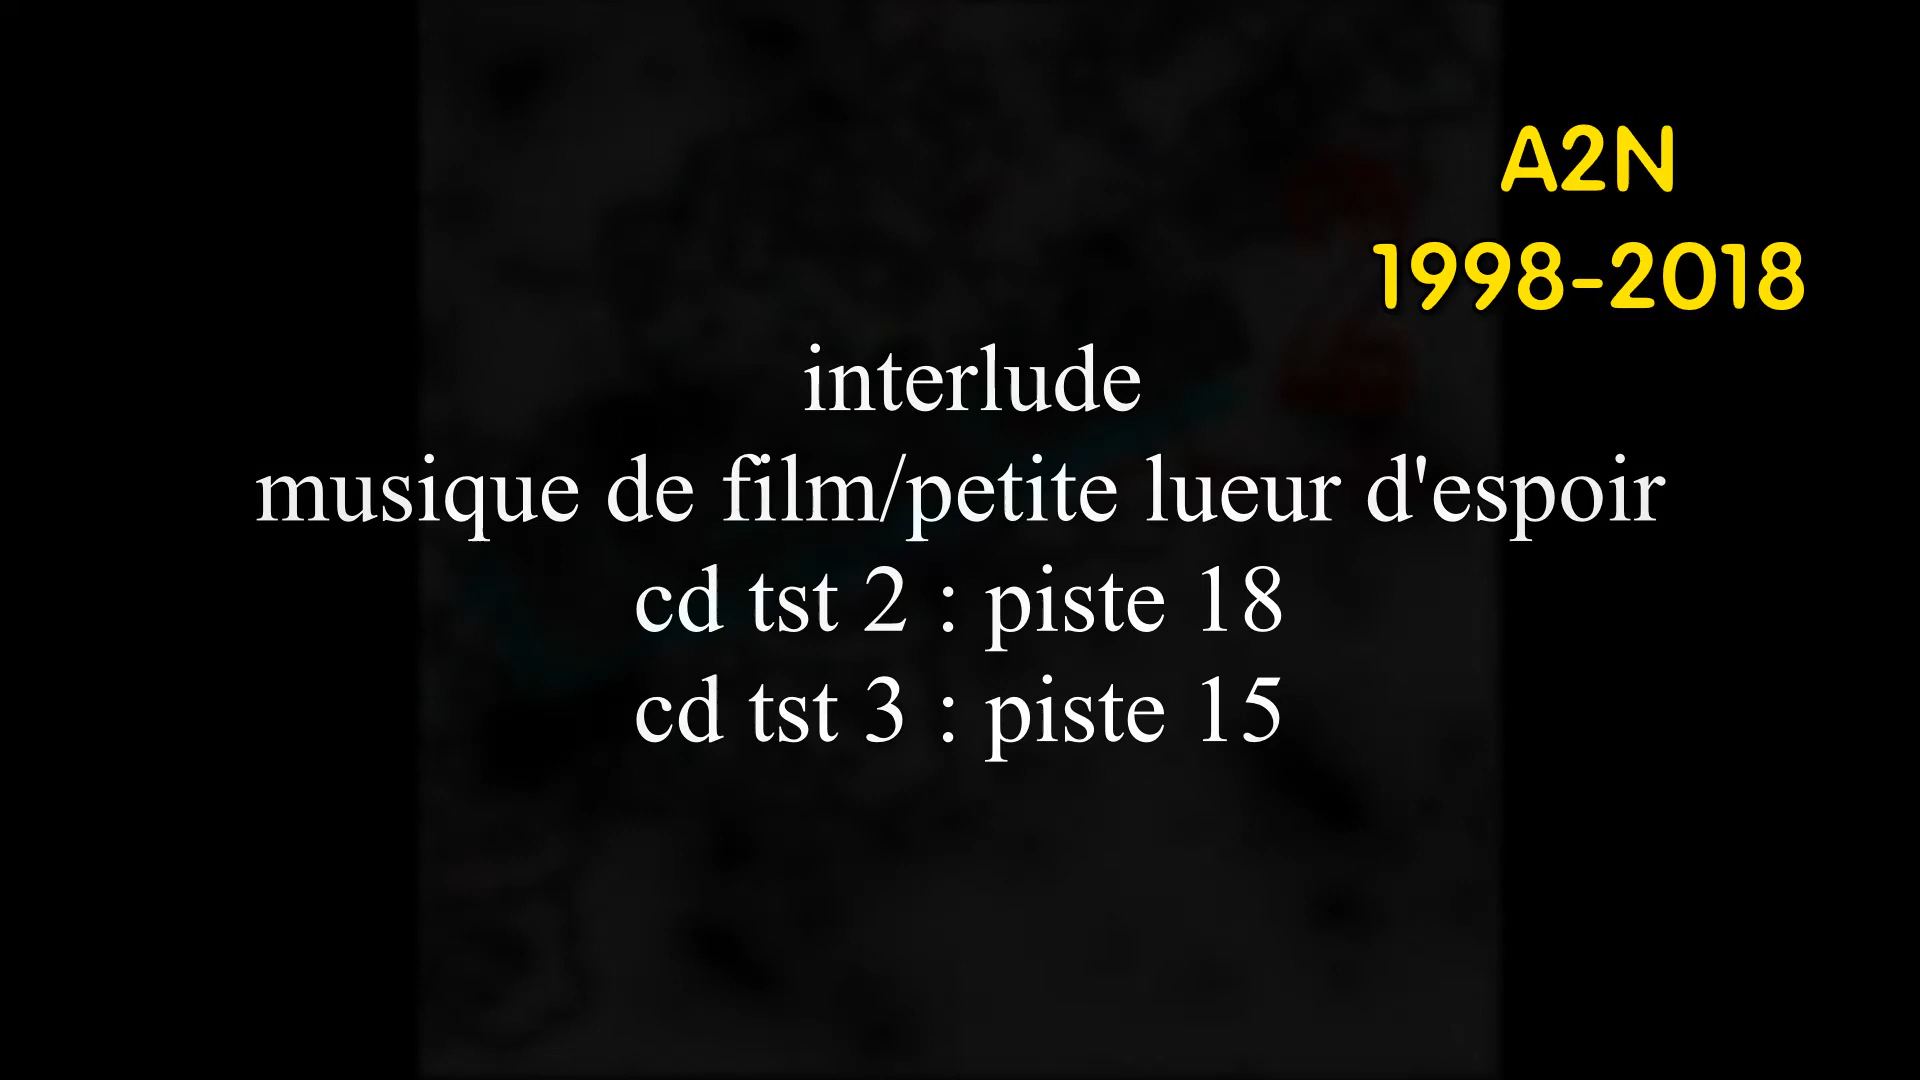 A2N
1998-2018
interlude
musique de film/petite lueur d'espoir
cd tst 2 : piste 18
cd tst 3 : piste 15